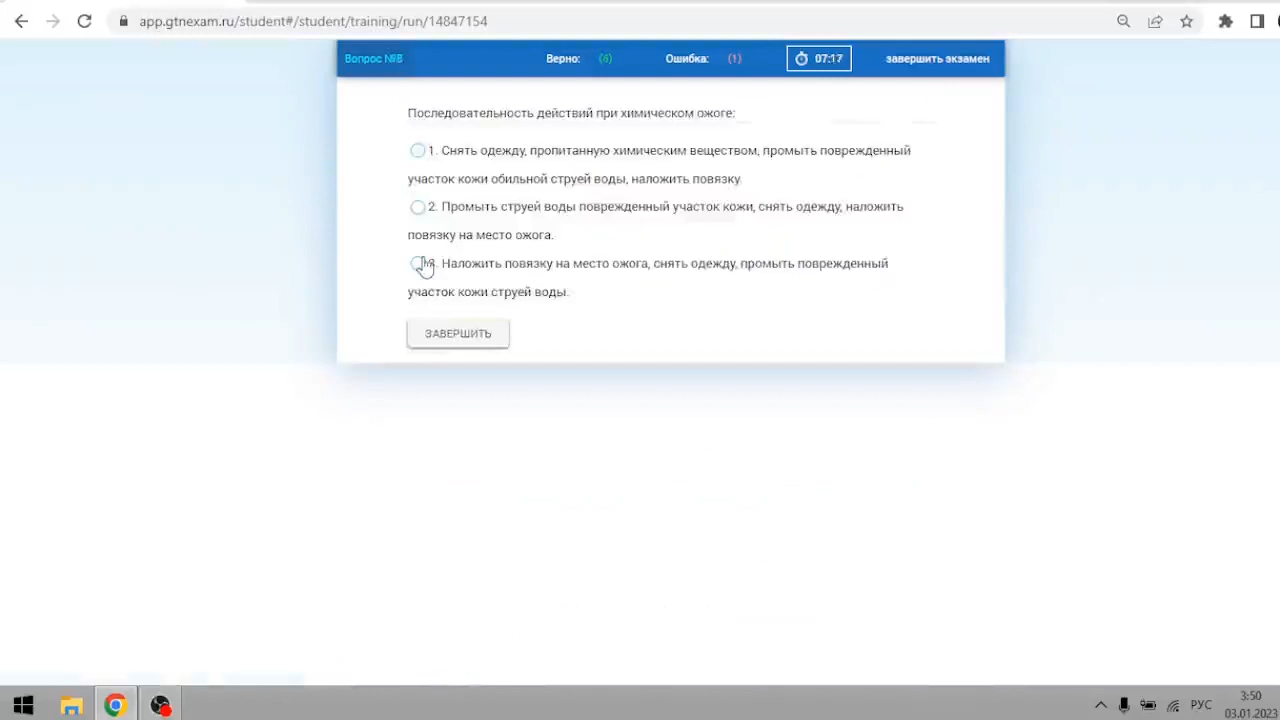 app.gtnexam.ru/student#/student/training/run/14847154
Вопрос №8 Верно: (6) Ошибка: (1) 07:17 завершить экзамен
Последовательность действий при химическом ожоге:
1. Снять одежду, пропитанную химическим веществом, промыть поврежденный
участок кожи обильной струей воды, наложить повязку.
2. Промыть струей воды поврежденный участок кожи, снять одежду, наложить
повязку на место ожога.
Наложить повязку на место ожога, снять одежду, промыть поврежденный
участок кожи струей воды.
ЗАВЕРШИТЬ
РУС
3:50
03.01.2023